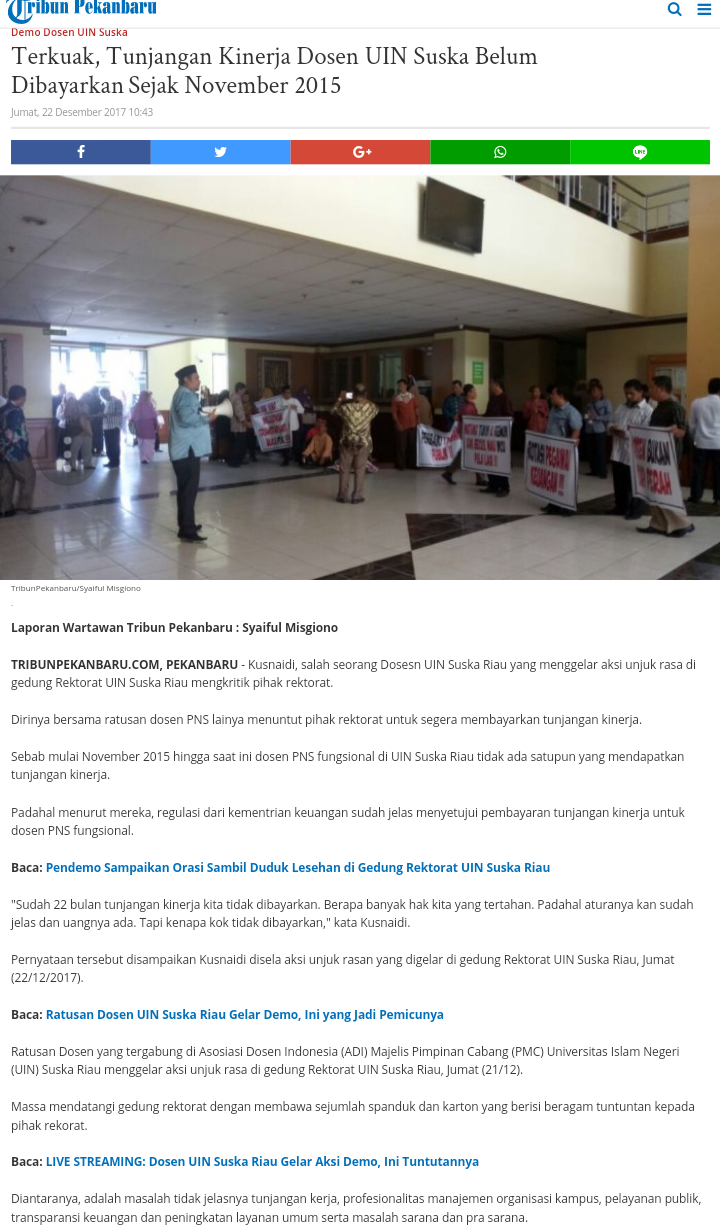 Tribun Pekanbaru
Demo Dosen UIN Suska
Terkuak, Tunjangan Kinerja Dosen UIN Suska Belum
Dibayarkan Sejak November 2015
Jumat, 22 Desember 2017 10:43
f G+ LINE
ROTASI PEGAWAI
KEUANGAN !!!
BUKAN
PERAH
TribunPekanbaru/Syaiful Misgiono
.
Laporan Wartawan Tribun Pekanbaru : Syaiful Misgiono
TRIBUNPEKANBARU.COM, PEKANBARU - Kusnaidi, salah seorang Dosesn UIN Suska Riau yang menggelar aksi unjuk rasa di
gedung Rektorat UIN Suska Riau mengkritik pihak rektorat.
Dirinya bersama ratusan dosen PNS lainya menuntut pihak rektorat untuk segera membayarkan tunjangan kinerja.
Sebab mulai November 2015 hingga saat ini dosen PNS fungsional di UIN Suska Riau tidak ada satupun yang mendapatkan
tunjangan kinerja.
Padahal menurut mereka, regulasi dari kementrian keuangan sudah jelas menyetujui pembayaran tunjangan kinerja untuk
dosen PNS fungsional.
Baca: Pendemo Sampaikan Orasi Sambil Duduk Lesehan di Gedung Rektorat UIN Suska Riau
"Sudah 22 bulan tunjangan kinerja kita tidak dibayarkan. Berapa banyak hak kita yang tertahan. Padahal aturanya kan sudah
jelas dan uangnya ada. Tapi kenapa kok tidak dibayarkan," kata Kusnaidi.
Pernyataan tersebut disampaikan Kusnaidi disela aksi unjuk rasan yang digelar di gedung Rektorat UIN Suska Riau, Jumat
(22/12/2017).
Baca: Ratusan Dosen UIN Suska Riau Gelar Demo, Ini yang Jadi Pemicunya
Ratusan Dosen yang tergabung di Asosiasi Dosen Indonesia (ADI) Majelis Pimpinan Cabang (PMC) Universitas Islam Negeri
(UIN) Suska Riau menggelar aksi unjuk rasa di gedung Rektorat UIN Suska Riau, Jumat (21/12).
Massa mendatangi gedung rektorat dengan membawa sejumlah spanduk dan karton yang berisi beragam tuntuntan kepada
pihak rekorat.
Baca: LIVE STREAMING: Dosen UIN Suska Riau Gelar Aksi Demo, Ini Tuntutannya
Diantaranya, adalah masalah tidak jelasnya tunjangan kerja, profesionalitas manajemen organisasi kampus, pelayanan publik,
transparansi keuangan dan peningkatan layanan umum serta masalah sarana dan pra sarana.